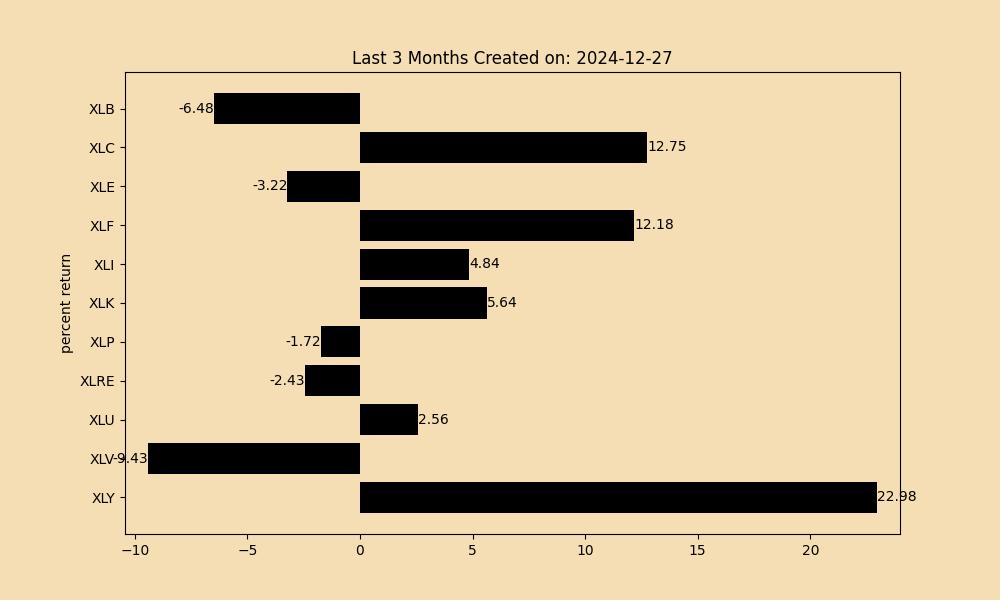 Last 3 Months Created on: 2024-12-27
percent return
XLB -6.48
XLC 12.75
XLE -3.22
XLF 12.18
XLI 4.84
XLK 5.64
XLP -1.72
XLRE -2.43
XLU 2.56
XLV -9.43
XLY 22.98
−10 −5 0 5 10 15 20